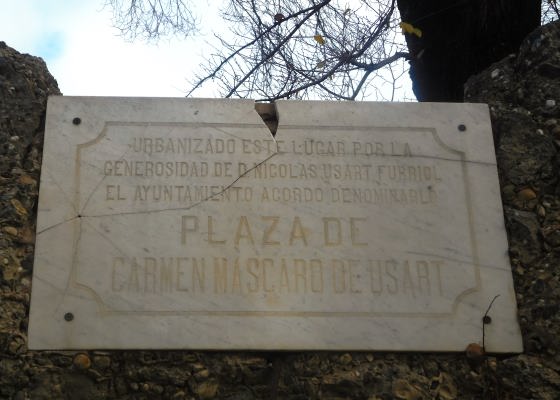 URBANIZADO ESTE LUGAR POR LA
GENEROSIDAD DE D. NICOLAS USART FURRIOL
EL AYUNTAMIENTO ACORDO DENOMINARLO
PLAZA DE
CARMEN MASCARO DE USART